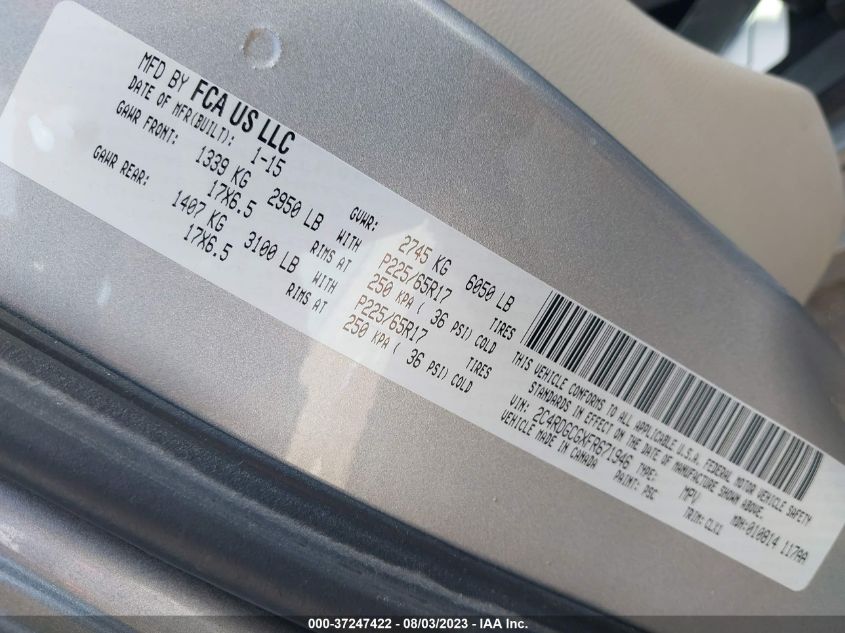 MFD BY FCA US LLC
DATE OF MFR(BUILT): 1-15
GVWR: 2745 KG 6050 LB
GAWR FRONT: 1339 KG 2950 LB WITH P225/65R17 TIRES
17X6.5 RIMS AT 250 KPA ( 36 PSI) COLD
GAWR REAR: 1407 KG 3100 LB WITH P225/65R17 TIRES
17X6.5 RIMS AT 250 KPA ( 36 PSI) COLD
THIS VEHICLE CONFORMS TO ALL APPLICABLE U.S.A. FEDERAL MOTOR VEHICLE SAFETY
STANDARDS IN EFFECT ON THE DATE OF MANUFACTURE SHOWN ABOVE.
VIN: 2C4RDGCGXFR671946 TYPE: MPV MDH:010814 117AA
VEHICLE MADE IN CANADA PAINT: PSC TRIM: CLX1
000-37247422 - 08/03/2023 - IAA Inc.